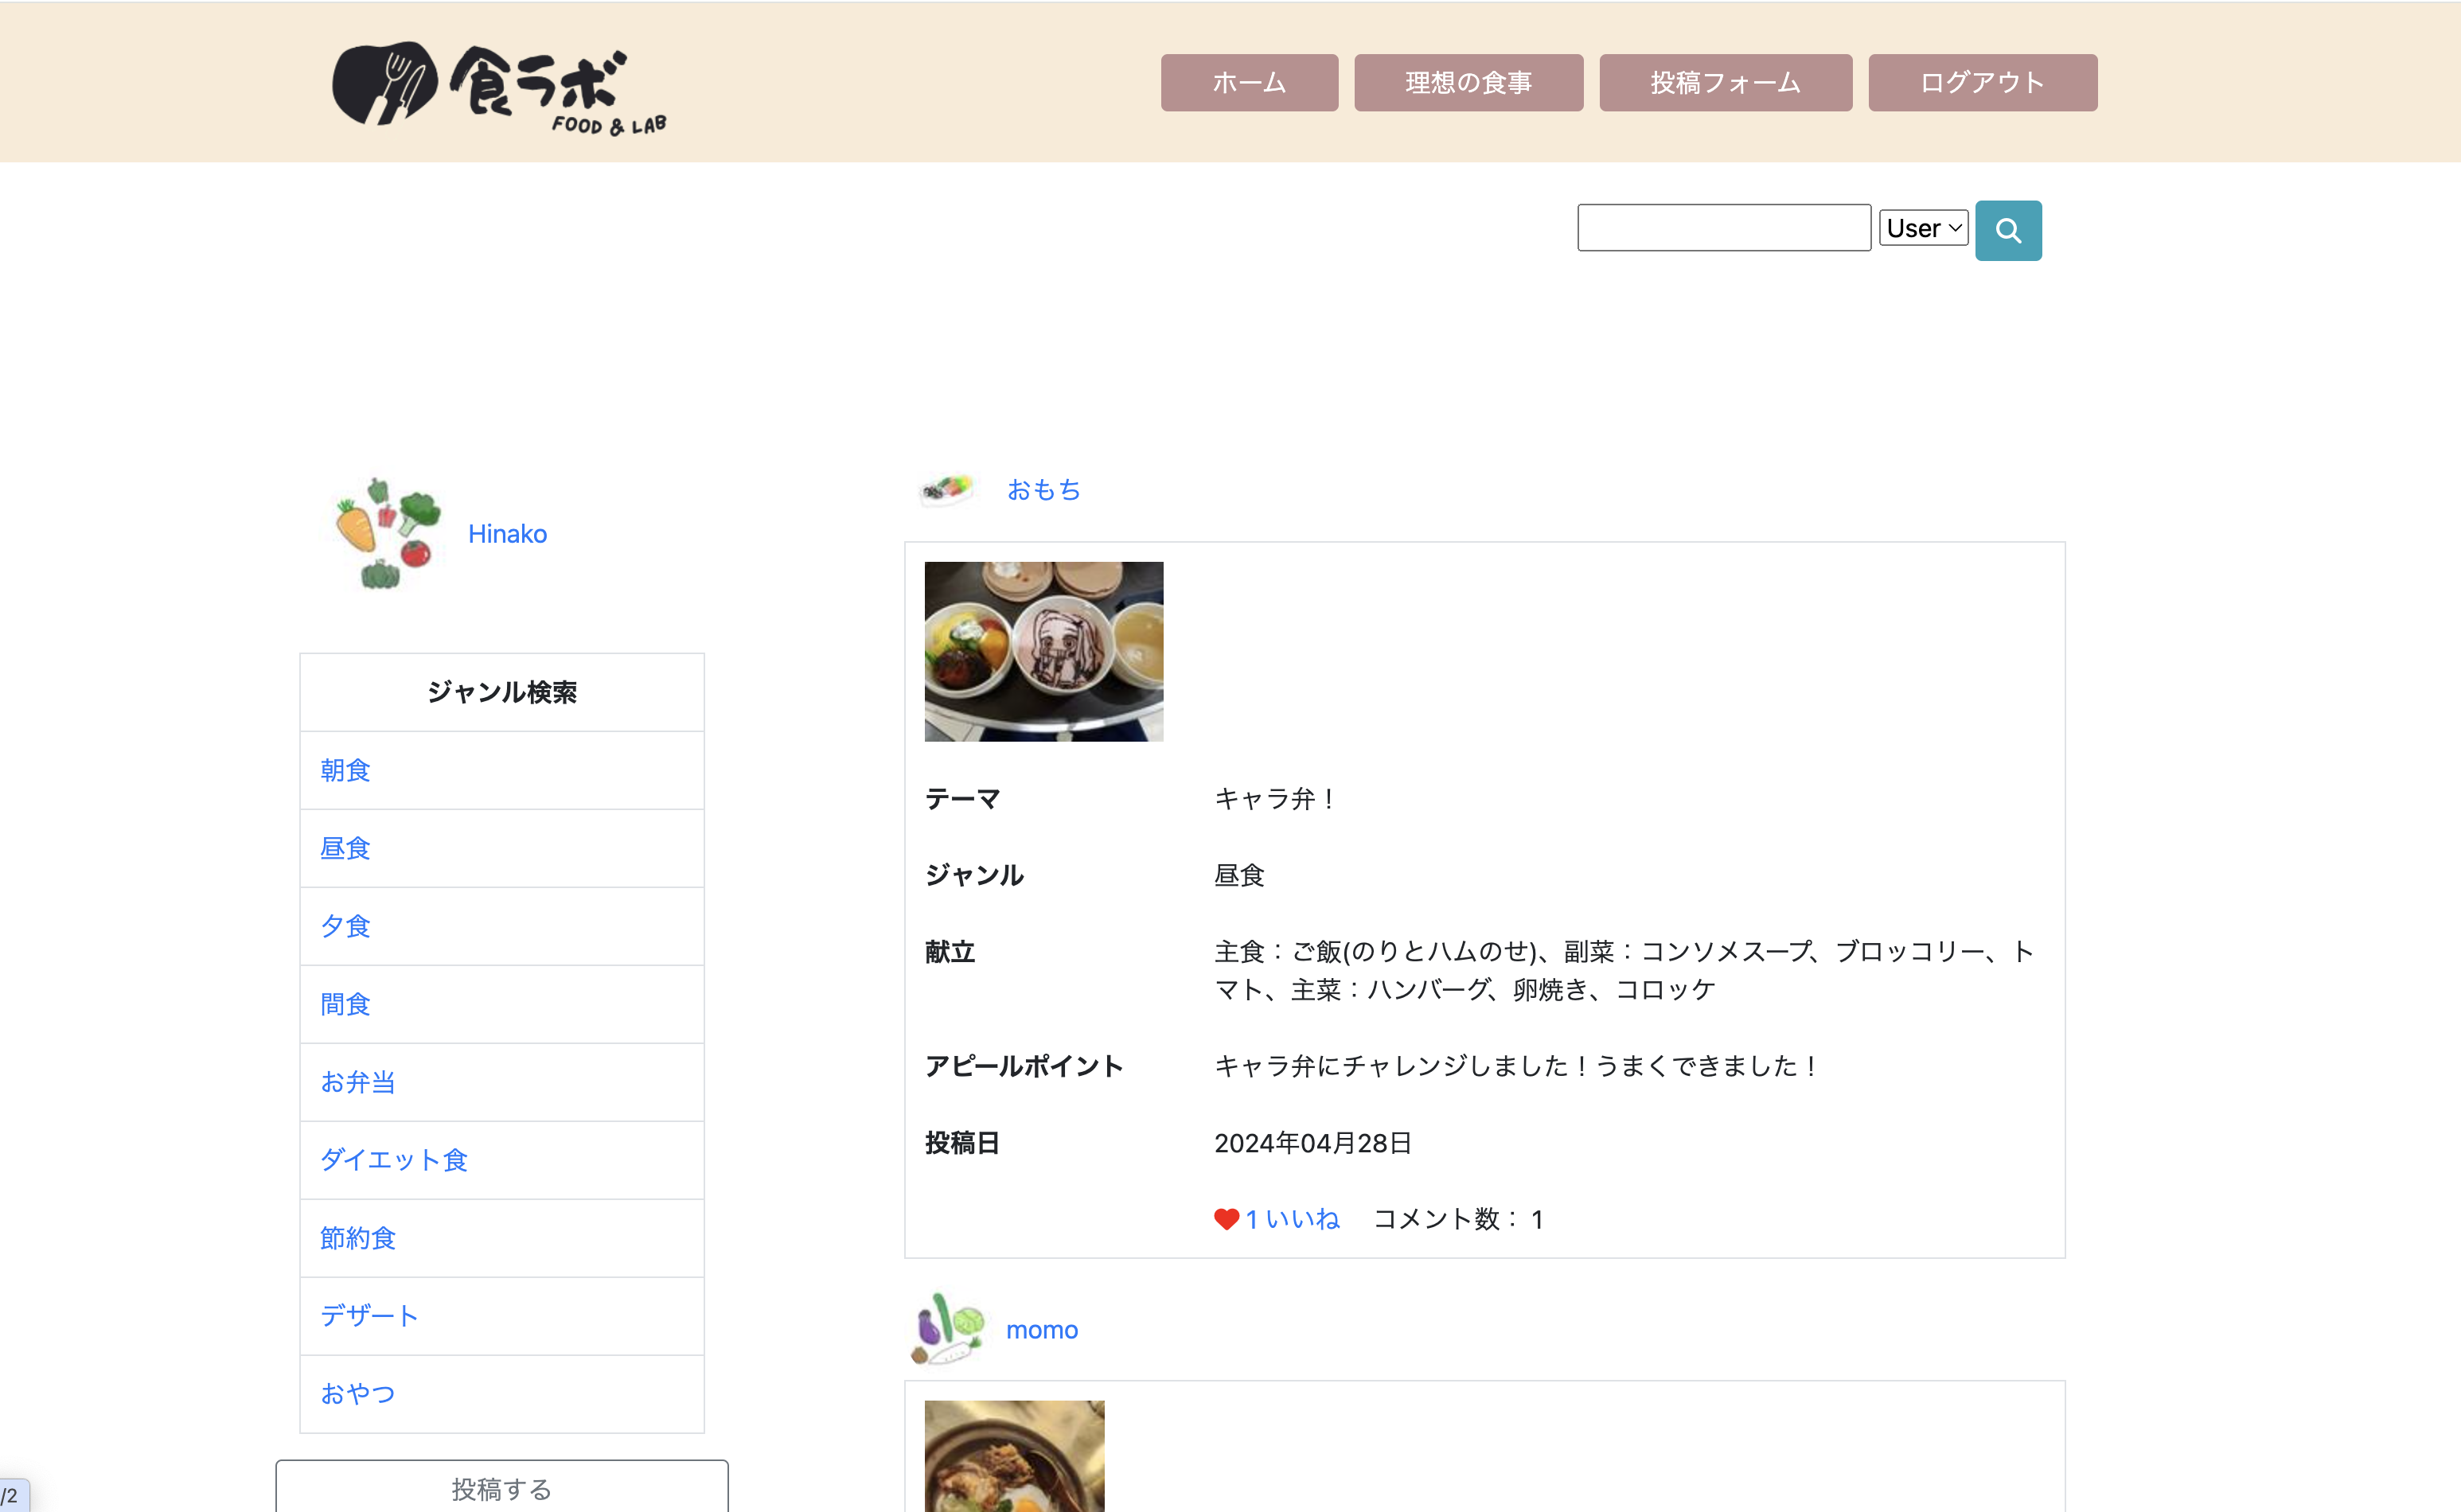 食ラボ
FOOD & LAB
ホーム
理想の食事
投稿フォーム
ログアウト
User
Hinako
ジャンル検索
朝食
昼食
夕食
間食
お弁当
ダイエット食
節約食
デザート
おやつ
投稿する
おもち
テーマ キャラ弁！
ジャンル 昼食
献立 主食：ご飯(のりとハムのせ)、副菜：コンソメスープ、ブロッコリー、ト
マト、主菜：ハンバーグ、卵焼き、コロッケ
アピールポイント キャラ弁にチャレンジしました！うまくできました！
投稿日 2024年04月28日
1 いいね コメント数： 1
momo
/2